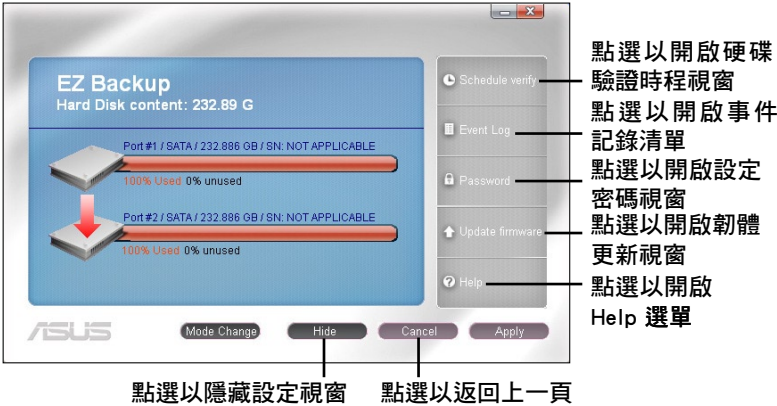 EZ Backup
Hard Disk content: 232.89 G
Port #1 / SATA / 232.886 GB / SN: NOT APPLICABLE
100% Used 0% unused
Port #2 / SATA / 232.886 GB / SN: NOT APPLICABLE
100% Used 0% unused
Schedule verify
Event Log
Password
Update firmware
Help
ASUS
Mode Change
Hide
Cancel
Apply
點選以開啟硬碟
驗證時程視窗
點選以開啟事件
記錄清單
點選以開啟設定
密碼視窗
點選以開啟韌體
更新視窗
點選以開啟
Help 選單
點選以隱藏設定視窗
點選以返回上一頁